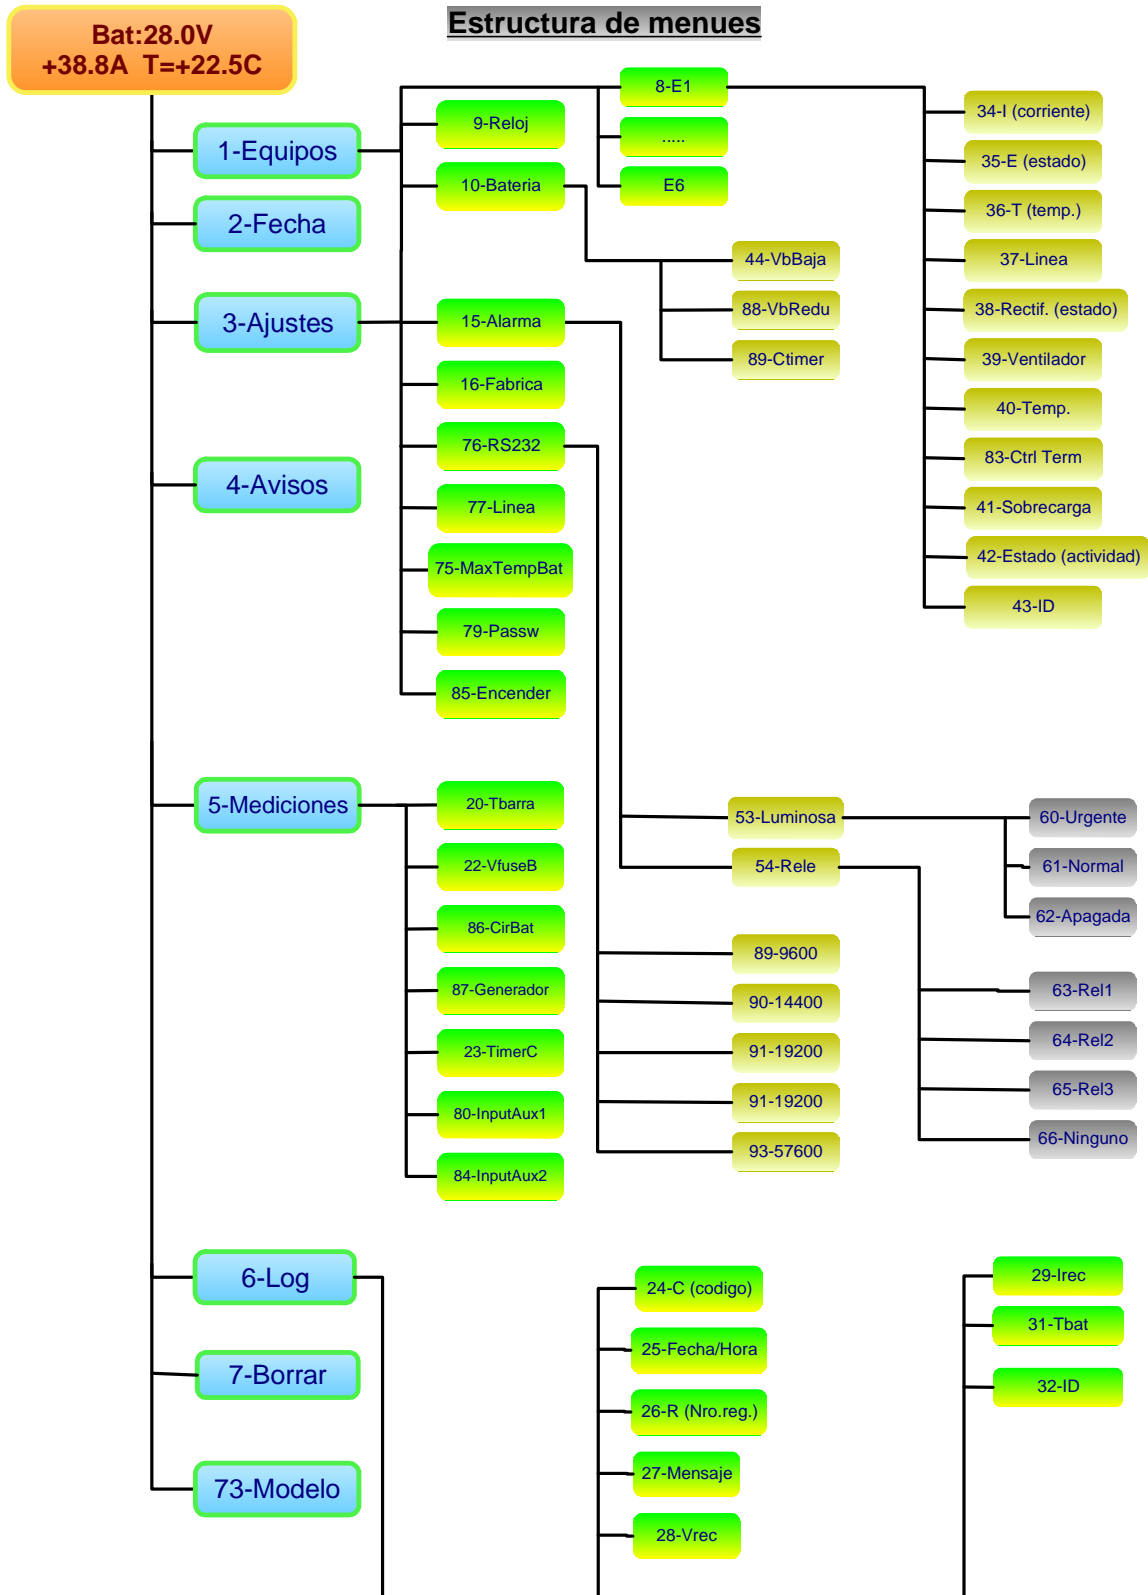 Estructura de menues
Bat:28.0V
+38.8A T=+22.5C
1-Equipos
2-Fecha
3-Ajustes
4-Avisos
5-Mediciones
6-Log
7-Borrar
73-Modelo
9-Reloj
10-Bateria
15-Alarma
16-Fabrica
76-RS232
77-Linea
75-MaxTempBat
79-Passw
85-Encender
20-Tbarra
22-VfuseB
86-CirBat
87-Generador
23-TimerC
80-InputAux1
84-InputAux2
8-E1
.....
E6
44-VbBaja
88-VbRedu
89-Ctimer
53-Luminosa
54-Rele
89-9600
90-14400
91-19200
91-19200
93-57600
24-C (codigo)
25-Fecha/Hora
26-R (Nro.reg.)
27-Mensaje
28-Vrec
34-I (corriente)
35-E (estado)
36-T (temp.)
37-Linea
38-Rectif. (estado)
39-Ventilador
40-Temp.
83-Ctrl Term
41-Sobrecarga
42-Estado (actividad)
43-ID
60-Urgente
61-Normal
62-Apagada
63-Rel1
64-Rel2
65-Rel3
66-Ninguno
29-Irec
31-Tbat
32-ID